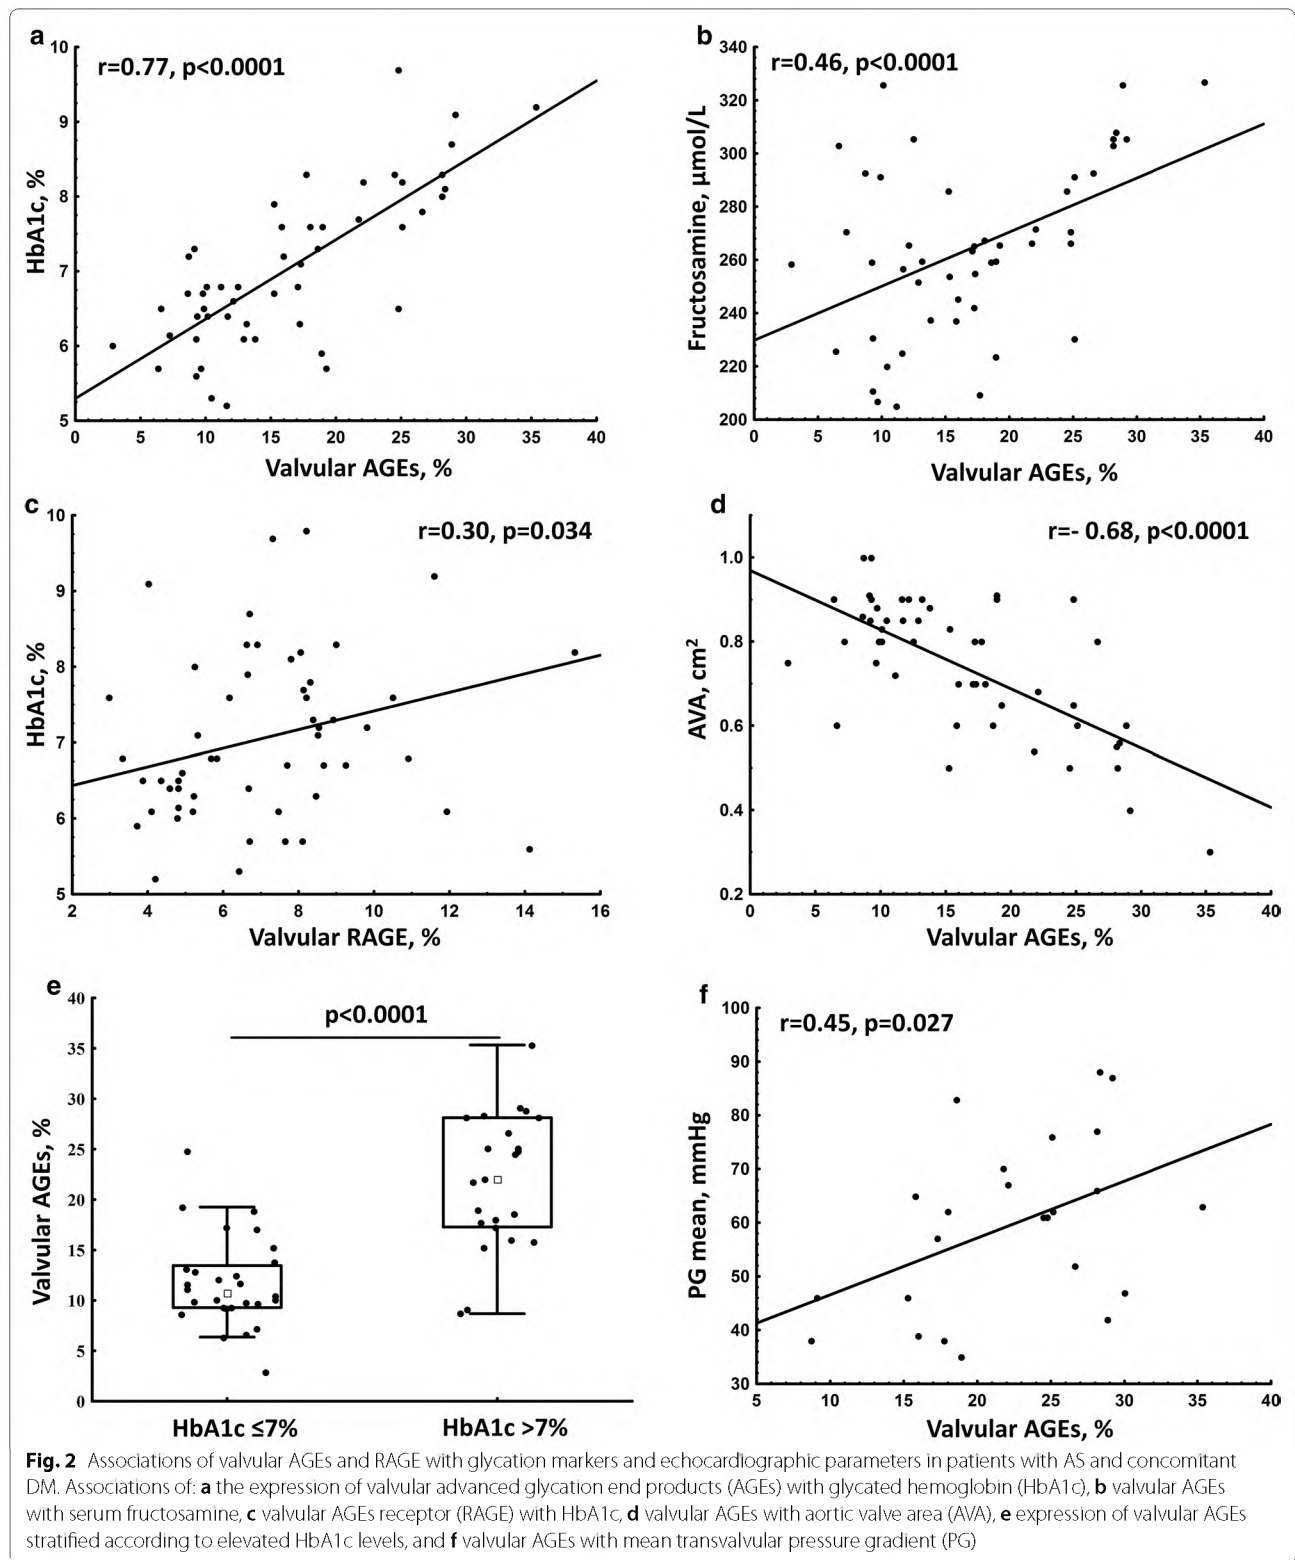 a
r=0.77, p<0.0001
10
9
8
7
6
5
HbA1c, %
0 5 10 15 20 25 30 35 40
Valvular AGEs, %
b
r=0.46, p<0.0001
340
320
300
280
260
240
220
200
Fructosamine, µmol/L
0 5 10 15 20 25 30 35 40
Valvular AGEs, %
c
r=0.30, p=0.034
10
9
8
7
6
5
HbA1c, %
2 4 6 8 10 12 14 16
Valvular RAGE, %
d
r=- 0.68, p<0.0001
1.0
0.8
0.6
0.4
0.2
AVA, cm²
0 5 10 15 20 25 30 35 40
Valvular AGEs, %
e
p<0.0001
40
35
30
25
20
15
10
5
0
Valvular AGEs, %
HbA1c ≤7% HbA1c >7%
f
r=0.45, p=0.027
100
90
80
70
60
50
40
30
PG mean, mmHg
5 10 15 20 25 30 35 40
Valvular AGEs, %
Fig. 2 Associations of valvular AGEs and RAGE with glycation markers and echocardiographic parameters in patients with AS and concomitant
DM. Associations of: a the expression of valvular advanced glycation end products (AGEs) with glycated hemoglobin (HbA1c), b valvular AGEs
with serum fructosamine, c valvular AGEs receptor (RAGE) with HbA1c, d valvular AGEs with aortic valve area (AVA), e expression of valvular AGEs
stratified according to elevated HbA1c levels, and f valvular AGEs with mean transvalvular pressure gradient (PG)